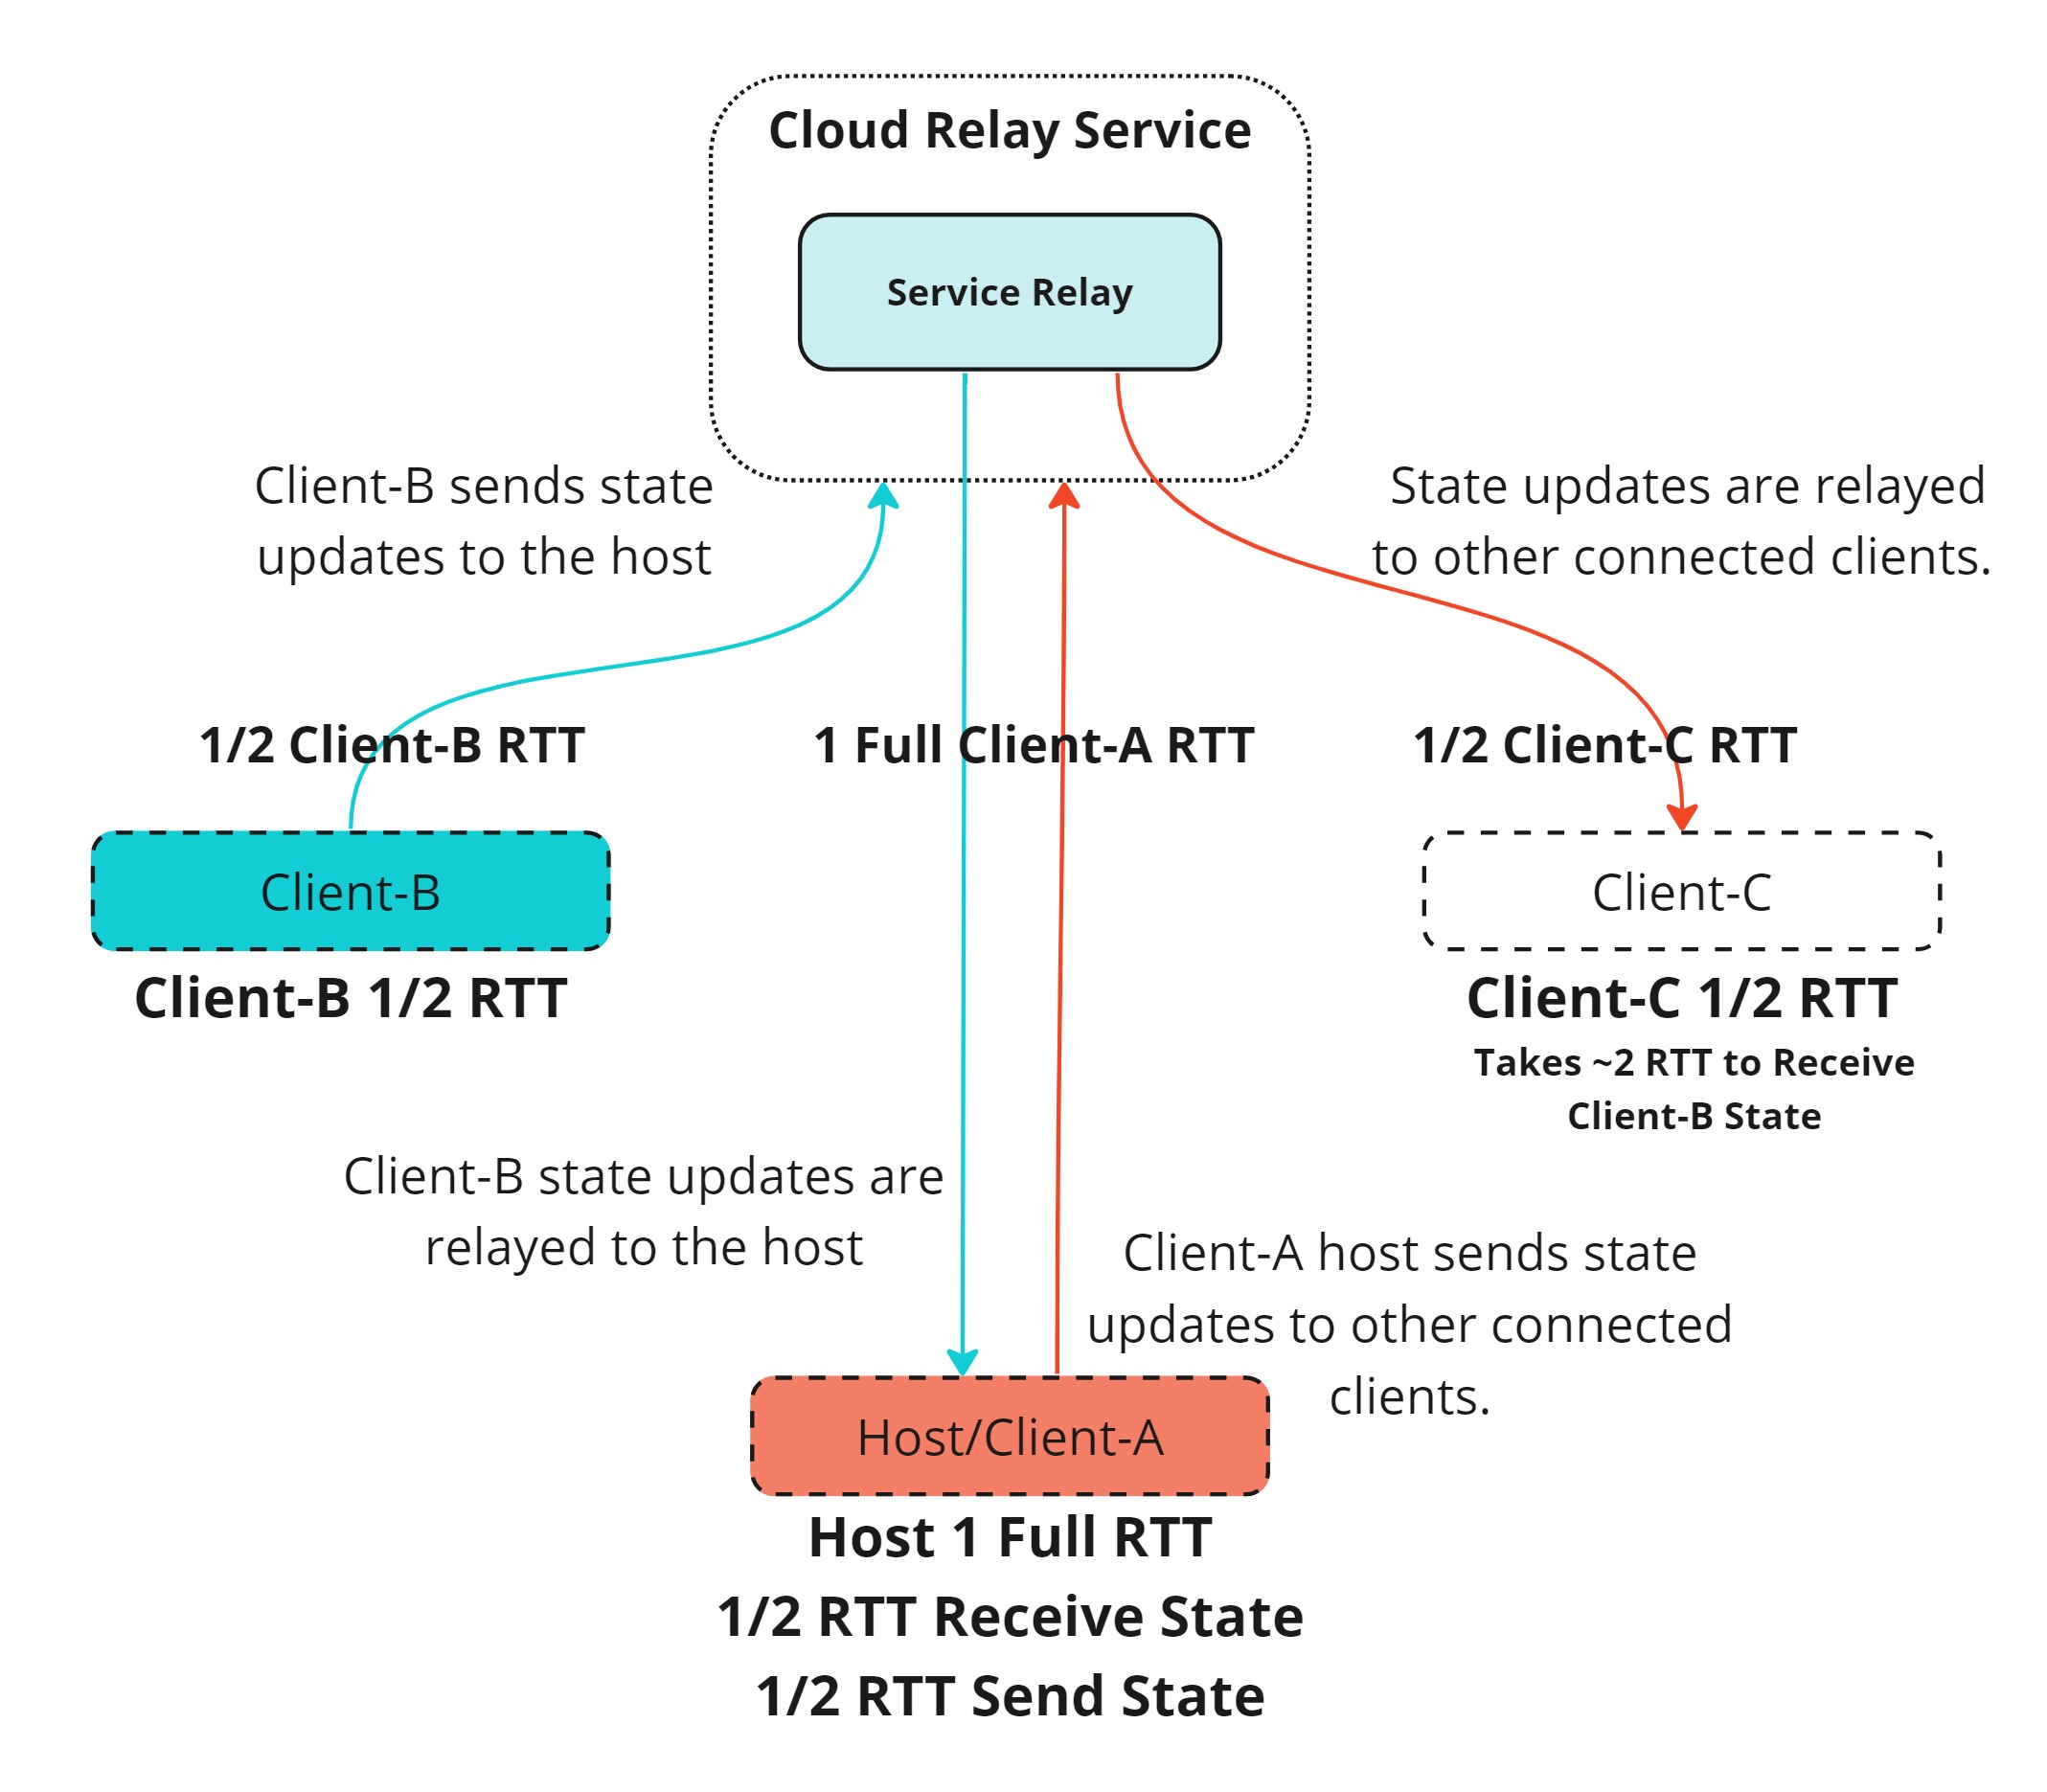 Cloud Relay Service
Service Relay
Client-B sends state
updates to the host
State updates are relayed
to other connected clients.
1/2 Client-B RTT
1 Full Client-A RTT
1/2 Client-C RTT
Client-B
Client-B 1/2 RTT
Client-C
Client-C 1/2 RTT
Takes ~2 RTT to Receive
Client-B State
Client-B state updates are
relayed to the host
Client-A host sends state
updates to other connected
clients.
Host/Client-A
Host 1 Full RTT
1/2 RTT Receive State
1/2 RTT Send State